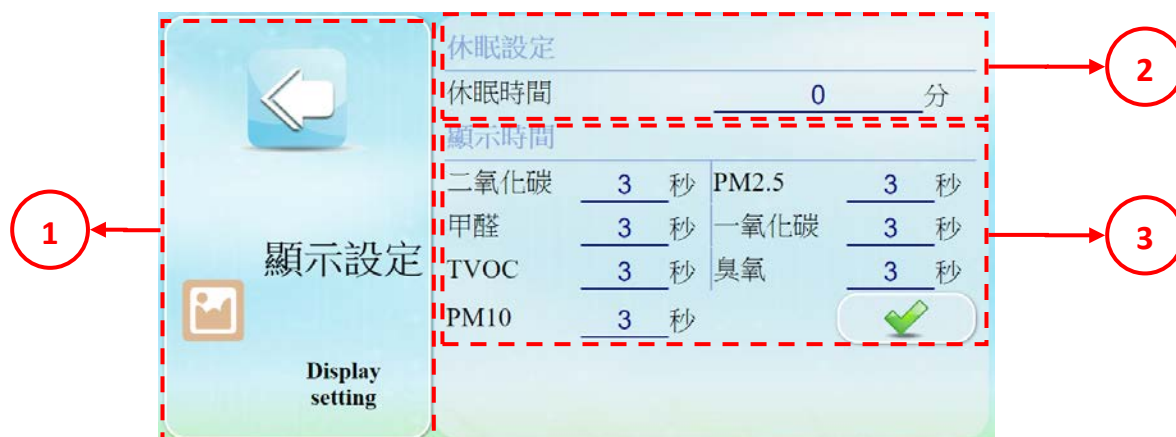 1
顯示設定
Display
setting
休眠設定
休眠時間 0 分
2
顯示時間
二氧化碳 3 秒 PM2.5 3 秒
甲醛 3 秒 一氧化碳 3 秒
TVOC 3 秒 臭氧 3 秒
PM10 3 秒
3